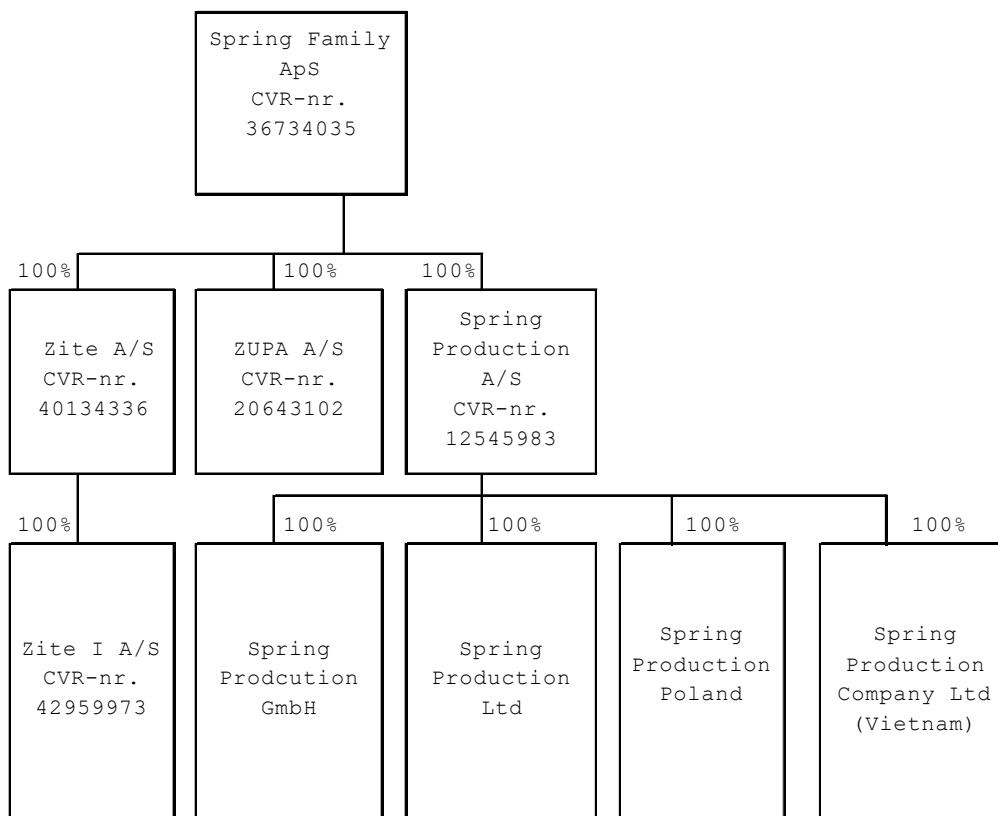 Spring Family
ApS
CVR-nr.
36734035
100%
100%
100%
Zite A/S
CVR-nr.
40134336
ZUPA A/S
CVR-nr.
20643102
Spring
Production
A/S
CVR-nr.
12545983
100%
100%
100%
100%
100%
Zite I A/S
CVR-nr.
42959973
Spring
Prodcution
GmbH
Spring
Production
Ltd
Spring
Production
Poland
Spring
Production
Company Ltd
(Vietnam)